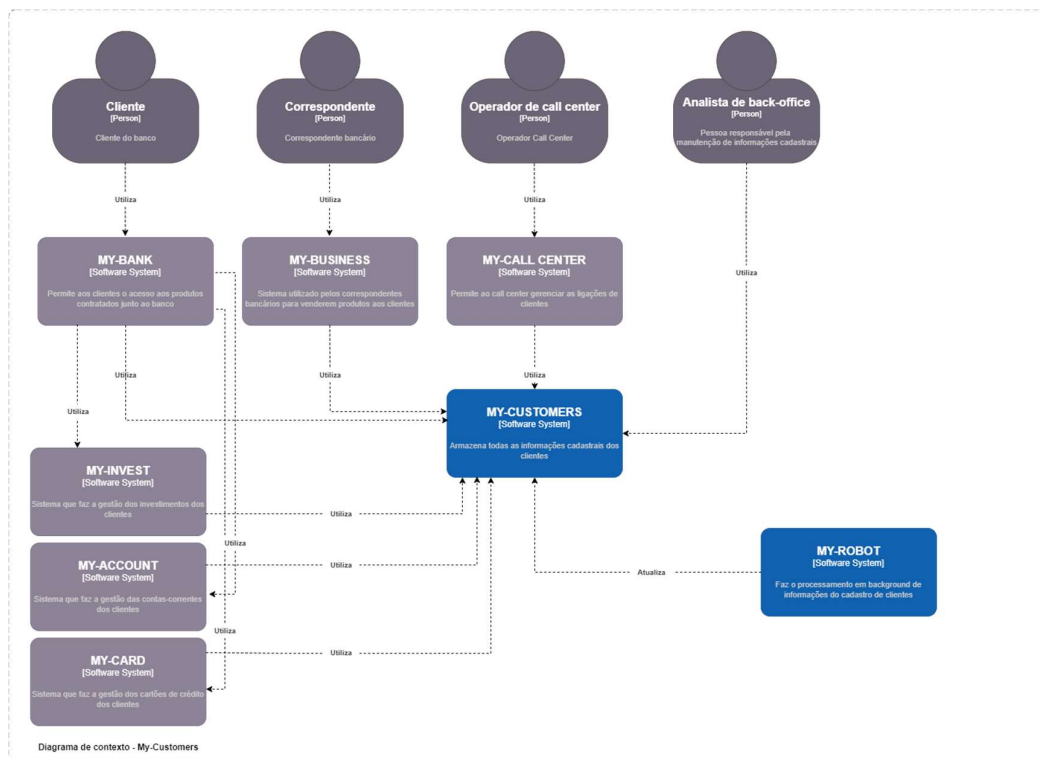 Cliente
[Person]
Cliente do banco
Correspondente
[Person]
Correspondente bancário
Operador de call center
[Person]
Operador Call Center
Analista de back-office
[Person]
Pessoa responsável pela
manutenção de informações cadastrais
Utiliza
Utiliza
Utiliza
Utiliza
MY-BANK
[Software System]
Permite aos clientes o acesso aos produtos
contratados junto ao banco
MY-BUSINESS
[Software System]
Sistema utilizado pelos correspondentes
bancários para venderem produtos aos clientes
MY-CALL CENTER
[Software System]
Permite ao call center gerenciar as ligações de
clientes
Utiliza
Utiliza
Utiliza
Utiliza
MY-CUSTOMERS
[Software System]
Armazena todas as informações cadastrais dos
clientes
MY-INVEST
[Software System]
Sistema que faz a gestão dos investimentos dos
clientes
Utiliza
Utiliza
MY-ACCOUNT
[Software System]
Sistema que faz a gestão das contas-correntes
dos clientes
Utiliza
Utiliza
MY-CARD
[Software System]
Sistema que faz a gestão dos cartões de crédito
dos clientes
Utiliza
Atualiza
MY-ROBOT
[Software System]
Faz o processamento em background de
informações do cadastro de clientes
Diagrama de contexto - My-Customers